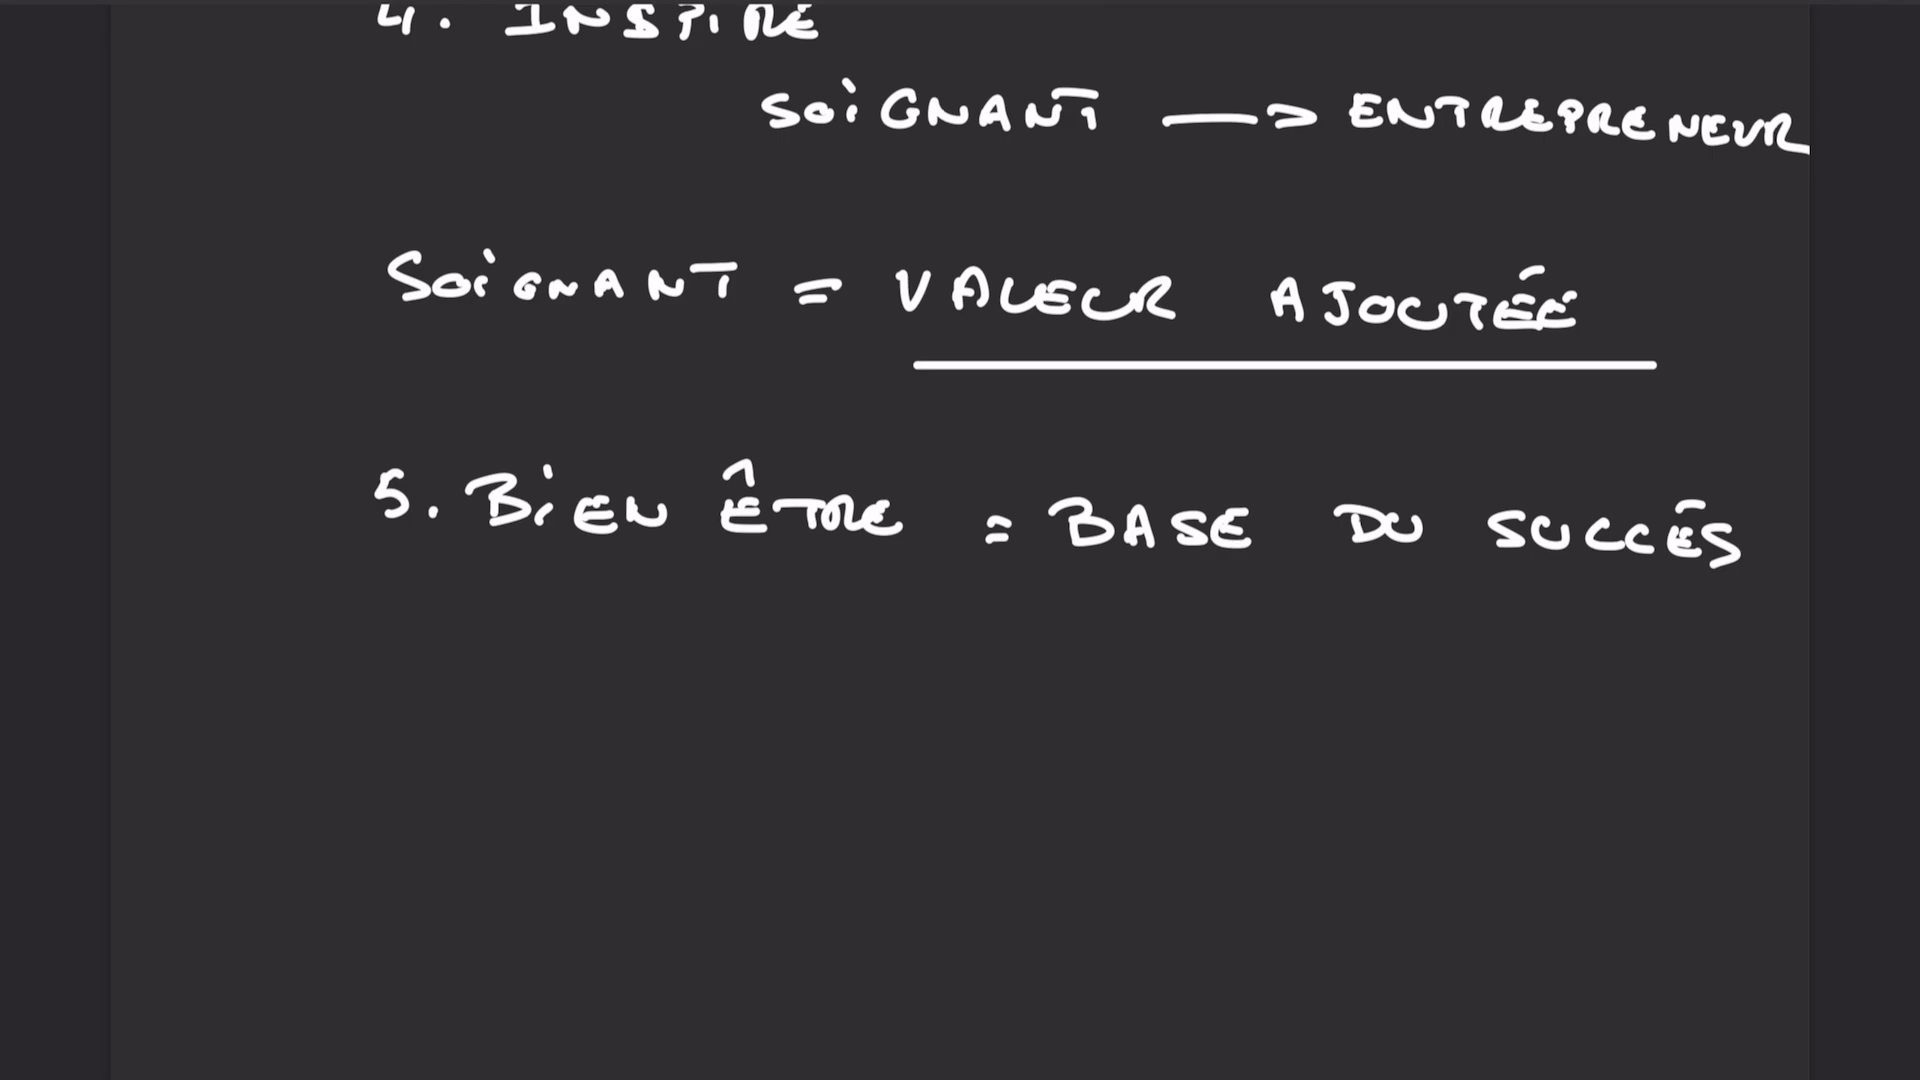 4. INSPIRE
SOIGNANT —> ENTREPRENEUR
SOIGNANT = VALEUR AJOUTÉE
5. BIEN ÊTRE = BASE DU SUCCÈS